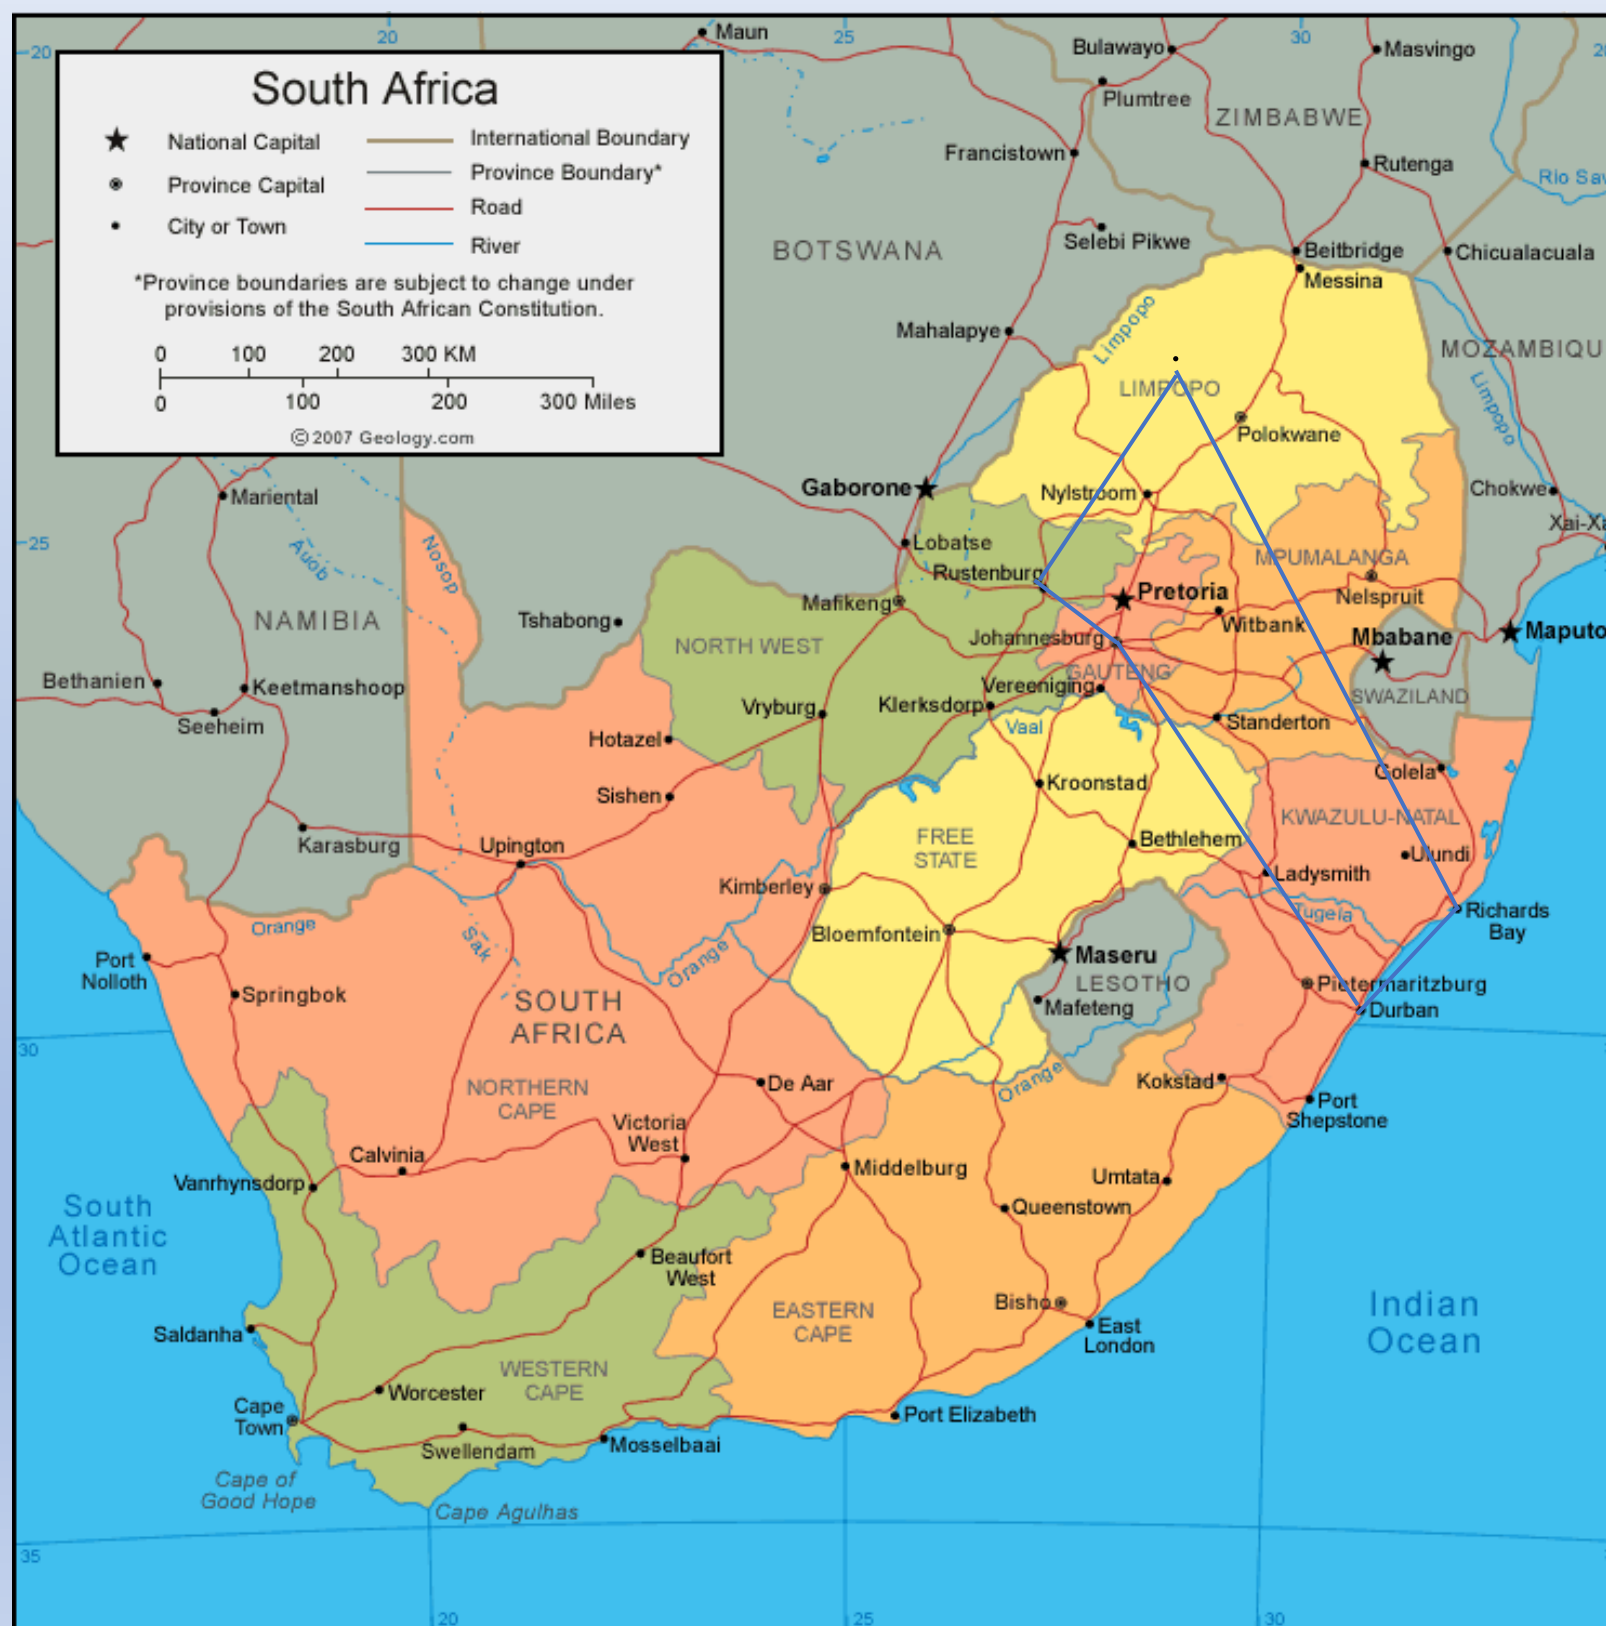 South Africa
National Capital
International Boundary
Province Capital
Province Boundary*
City or Town
Road
River
*Province boundaries are subject to change under
provisions of the South African Constitution.
0 100 200 300 KM
0 100 200 300 Miles
© 2007 Geology.com
20
25
30
20
Maun
Bulawayo
Masvingo
Plumtree
ZIMBABWE
Francistown
Rutenga
Rio Sav
Selebi Pikwe
BOTSWANA
Beitbridge
Chicualacuala
Messina
Mahalapye
Limpopo
MOZAMBIQU
LIMPOPO
Limpopo
Polokwane
Gaborone
Nylstroom
Chokwe
Mariental
Xai-Xa
25
Auob
Nosop
Lobatse
MPUMALANGA
Rustenburg
Pretoria
Nelspruit
Mafikeng
NAMIBIA
Tshabong
Witbank
Maputo
NORTH WEST
Johannesburg
Mbabane
GAUTENG
Bethanien
Keetmanshoop
Vereeniging
SWAZILAND
Seeheim
Vryburg
Klerksdorp
Vaal
Standerton
Hotazel
Golela
Sishen
Kroonstad
KWAZULU-NATAL
Karasburg
Upington
FREE
STATE
Bethlehem
Ulundi
Kimberley
Ladysmith
Orange
Sak
Bloemfontein
Tugela
Richards
Bay
Port
Nolloth
Orange
Maseru
LESOTHO
Pietermaritzburg
Springbok
SOUTH
AFRICA
Mafeteng
Durban
30
NORTHERN
CAPE
De Aar
Orange
Kokstad
Port
Shepstone
Victoria
West
Calvinia
Vanrhynsdorp
Middelburg
Umtata
South
Atlantic
Ocean
Queenstown
Beaufort
West
Saldanha
EASTERN
CAPE
Bisho
East
London
Indian
Ocean
WESTERN
CAPE
Worcester
Cape
Town
Port Elizabeth
Swellendam
Mosselbaai
Cape of
Good Hope
Cape Agulhas
35
20
25
30